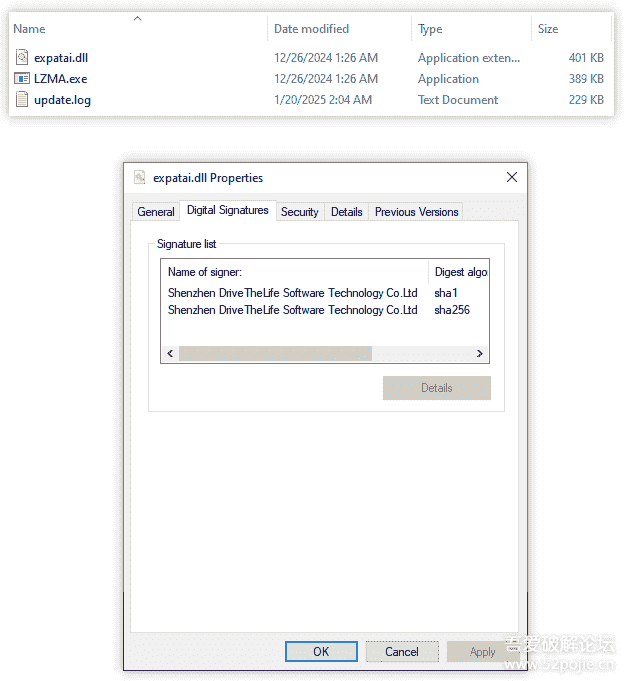 Name Date modified Type Size
expatai.dll 12/26/2024 1:26 AM Application exten... 401 KB
LZMA.exe 12/26/2024 1:26 AM Application 389 KB
update.log 1/20/2025 2:04 AM Text Document 229 KB
expatai.dll Properties
General Digital Signatures Security Details Previous Versions
Signature list
Name of signer: Digest algo
Shenzhen DriveTheLife Software Technology Co.Ltd sha1
Shenzhen DriveTheLife Software Technology Co.Ltd sha256
Details
OK Cancel Apply
吾爱破解论坛
www.52pojie.cn